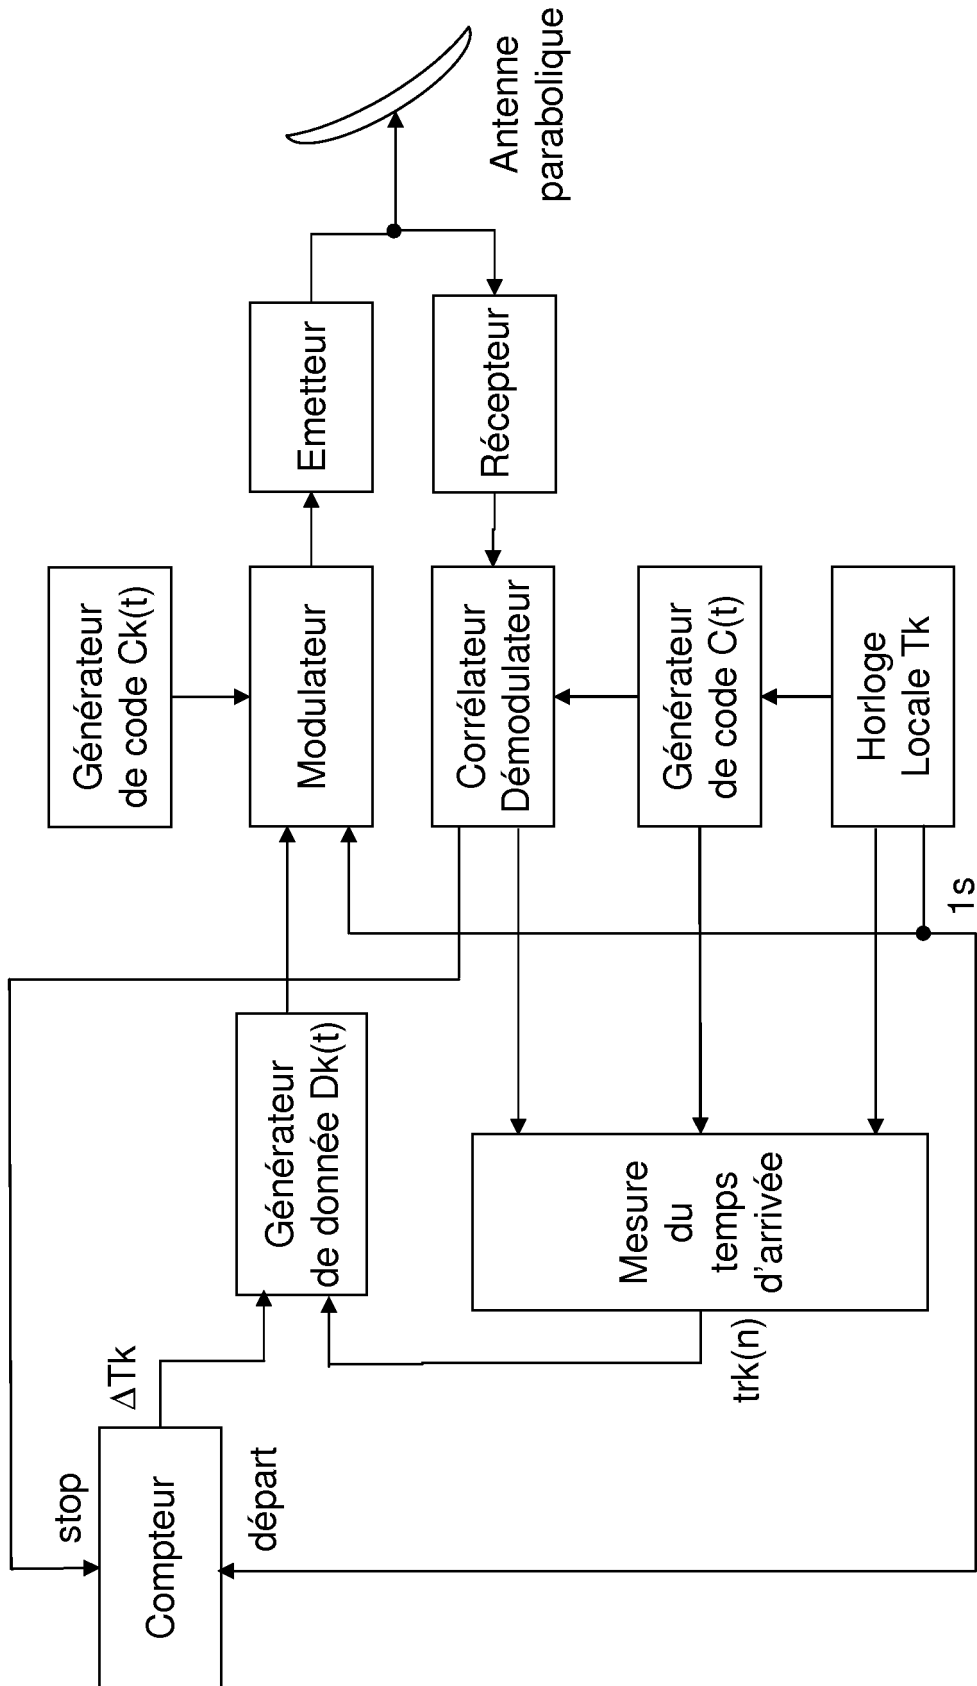 Antenne
parabolique
Emetteur
Récepteur
Générateur
de code Ck(t)
Modulateur
Corrélateur
Démodulateur
Générateur
de code C(t)
Horloge
Locale Tk
1s
Générateur
de donnée Dk(t)
Mesure
du
temps
d'arrivée
trk(n)
ΔTk
stop
Compteur
départ